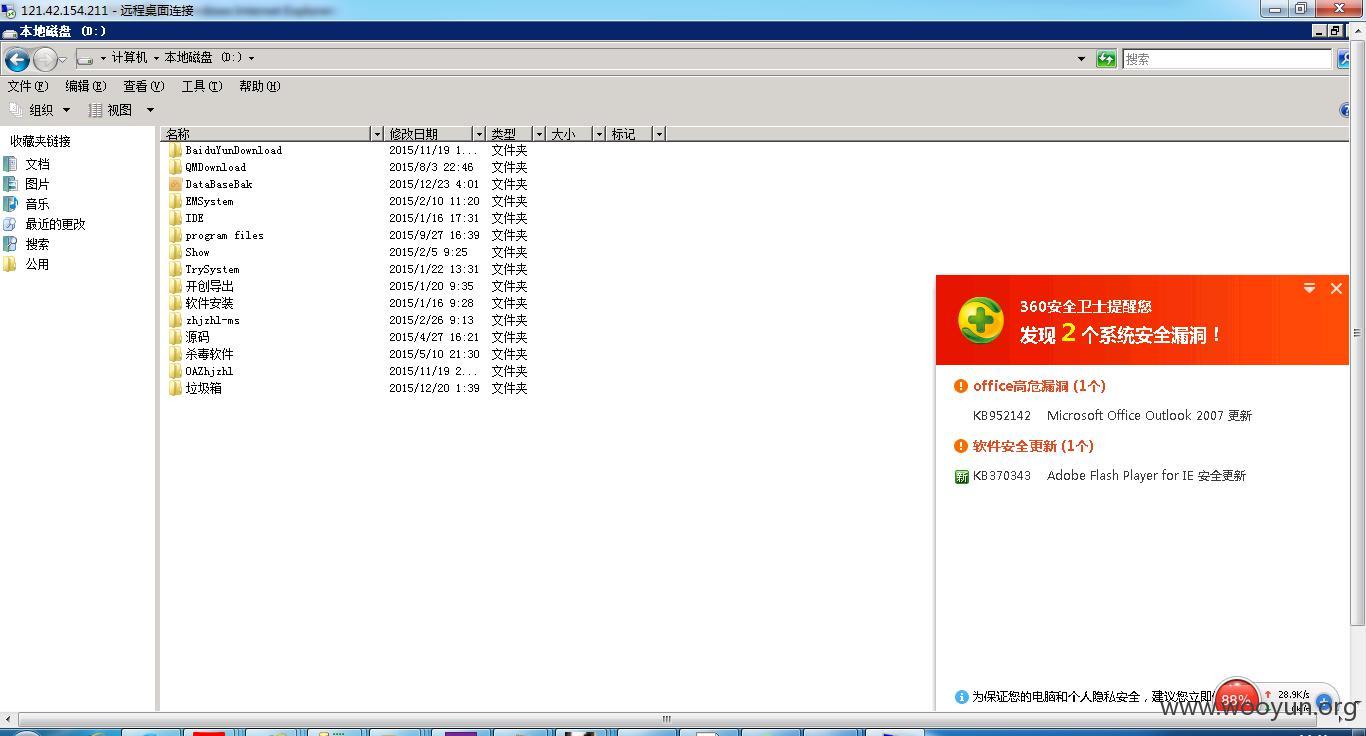 121.42.154.211 - 远程桌面连接
本地磁盘 (D:)
计算机 本地磁盘 (D:)
搜索
文件(F) 编辑(E) 查看(V) 工具(T) 帮助(H)
组织 视图
收藏夹链接
文档
图片
音乐
最近的更改
搜索
公用
名称 修改日期 类型 大小 标记
BaiduYunDownload 2015/11/19 1... 文件夹
QMDownload 2015/8/3 22:46 文件夹
DataBaseBak 2015/12/23 4:01 文件夹
EMSystem 2015/2/10 11:20 文件夹
IDE 2015/1/16 17:31 文件夹
program files 2015/9/27 16:39 文件夹
Show 2015/2/5 9:25 文件夹
TrySystem 2015/1/22 13:31 文件夹
开创导出 2015/1/20 9:35 文件夹
软件安装 2015/1/16 9:28 文件夹
zhjzhl-ms 2015/2/26 9:13 文件夹
源码 2015/4/27 16:21 文件夹
杀毒软件 2015/5/10 21:30 文件夹
OAZhjzhl 2015/11/19 2... 文件夹
垃圾箱 2015/12/20 1:39 文件夹
360安全卫士提醒您
发现 2 个系统安全漏洞！
office高危漏洞 (1个)
KB952142 Microsoft Office Outlook 2007 更新
软件安全更新 (1个)
新 KB370343 Adobe Flash Player for IE 安全更新
为保证您的电脑和个人隐私安全，建议您立即
88% 28.9K/s
www.wooyun.org